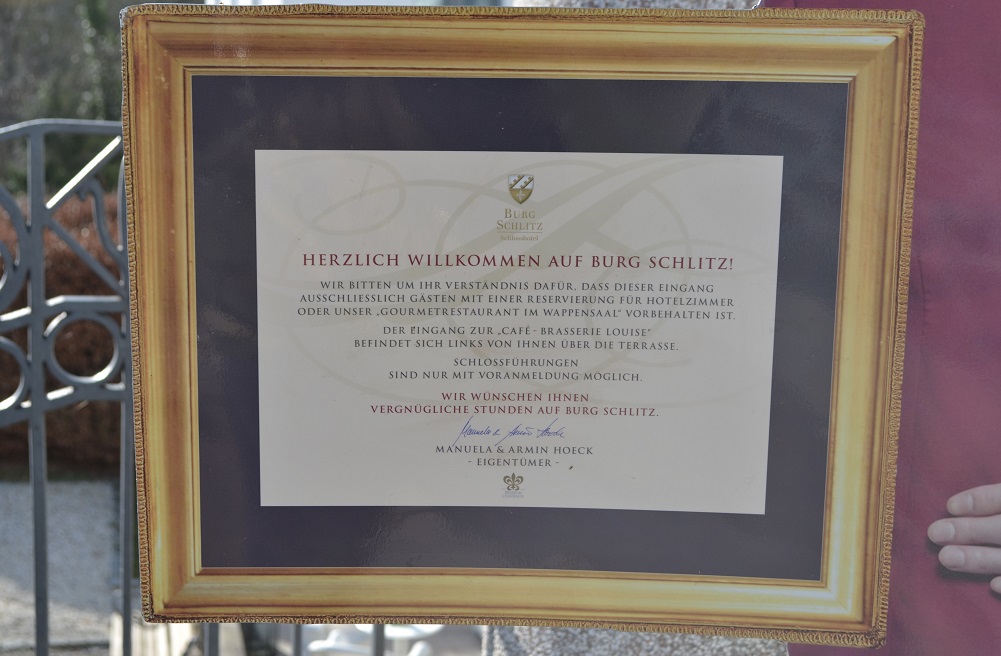 BURG
SCHLITZ
Schlosshotel
HERZLICH WILLKOMMEN AUF BURG SCHLITZ!
WIR BITTEN UM IHR VERSTÄNDNIS DAFÜR, DASS DIESER EINGANG
AUSSCHLIESSLICH GÄSTEN MIT EINER RESERVIERUNG FÜR HOTELZIMMER
ODER UNSER „GOURMETRESTAURANT IM WAPPENSAAL“ VORBEHALTEN IST.
DER EINGANG ZUR „CAFÉ - BRASSERIE LOUISE“
BEFINDET SICH LINKS VON IHNEN ÜBER DIE TERRASSE.
SCHLOSSFÜHRUNGEN
SIND NUR MIT VORANMELDUNG MÖGLICH.
WIR WÜNSCHEN IHNEN
VERGNÜGLICHE STUNDEN AUF BURG SCHLITZ.
MANUELA & ARMIN HOECK
- EIGENTÜMER -